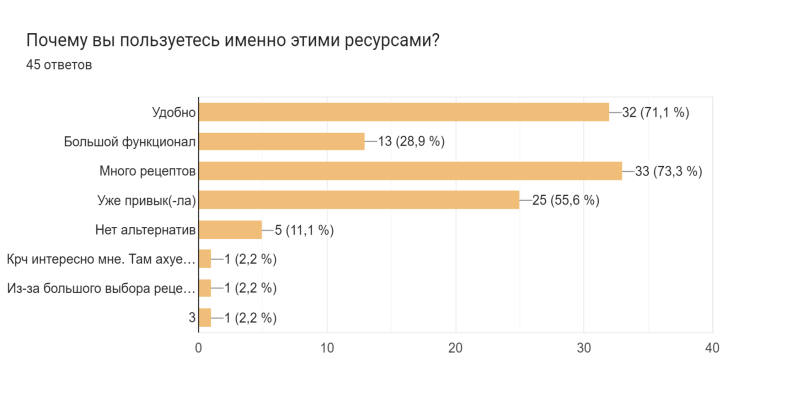 Почему вы пользуетесь именно этими ресурсами?
45 ответов
Удобно 32 (71,1 %)
Большой функционал 13 (28,9 %)
Много рецептов 33 (73,3 %)
Уже привык(-ла) 25 (55,6 %)
Нет альтернатив 5 (11,1 %)
Крч интересно мне. Там ахуе… 1 (2,2 %)
Из-за большого выбора реце… 1 (2,2 %)
3 1 (2,2 %)
0 10 20 30 40